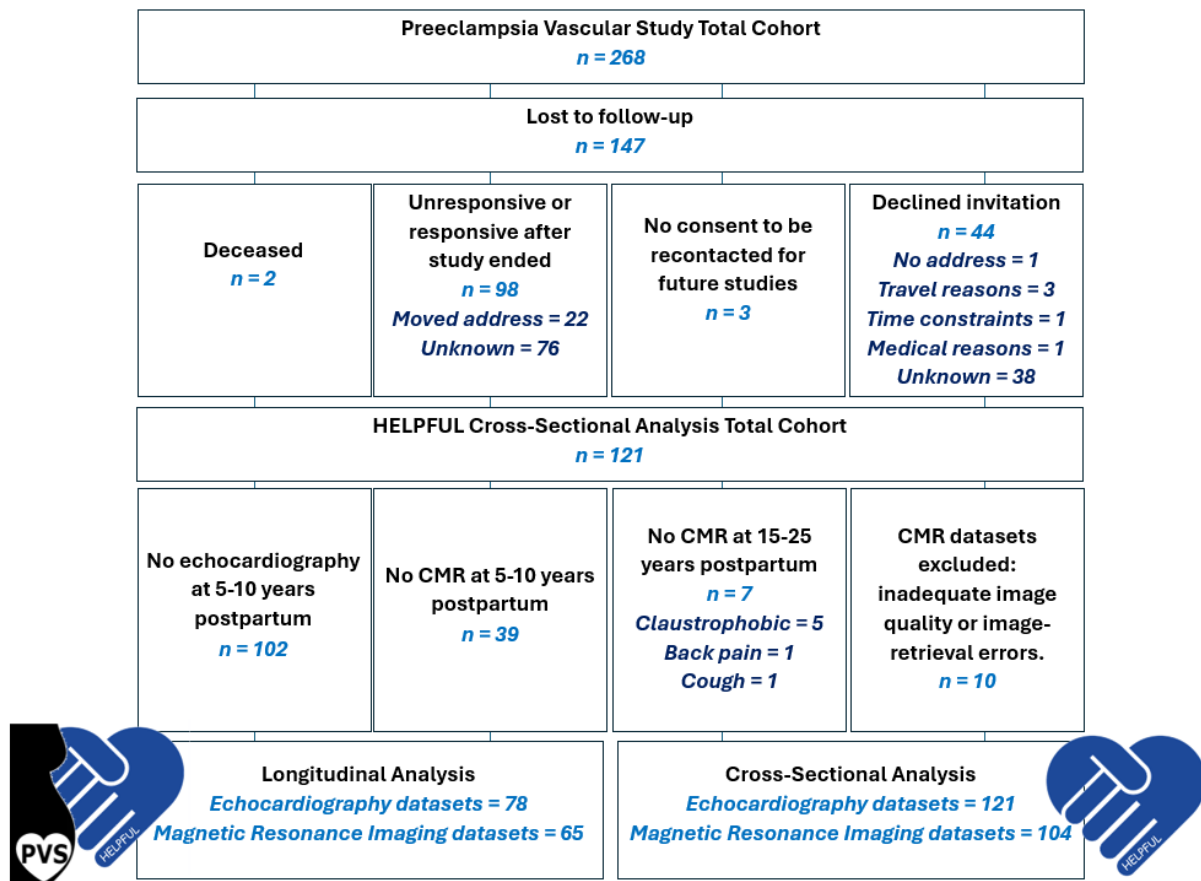 Preeclampsia Vascular Study Total Cohort
n = 268
Lost to follow-up
n = 147
Deceased
n = 2
Unresponsive or
responsive after
study ended
n = 98
Moved address = 22
Unknown = 76
No consent to be
recontacted for
future studies
n = 3
Declined invitation
n = 44
No address = 1
Travel reasons = 3
Time constraints = 1
Medical reasons = 1
Unknown = 38
HELPFUL Cross-Sectional Analysis Total Cohort
n = 121
No echocardiography
at 5-10 years
postpartum
n = 102
No CMR at 5-10 years
postpartum
n = 39
No CMR at 15-25
years postpartum
n = 7
Claustrophobic = 5
Back pain = 1
Cough = 1
CMR datasets
excluded:
inadequate image
quality or image-
retrieval errors.
n = 10
Longitudinal Analysis
Echocardiography datasets = 78
Magnetic Resonance Imaging datasets = 65
Cross-Sectional Analysis
Echocardiography datasets = 121
Magnetic Resonance Imaging datasets = 104
PVS
HELPFUL
HELPFUL